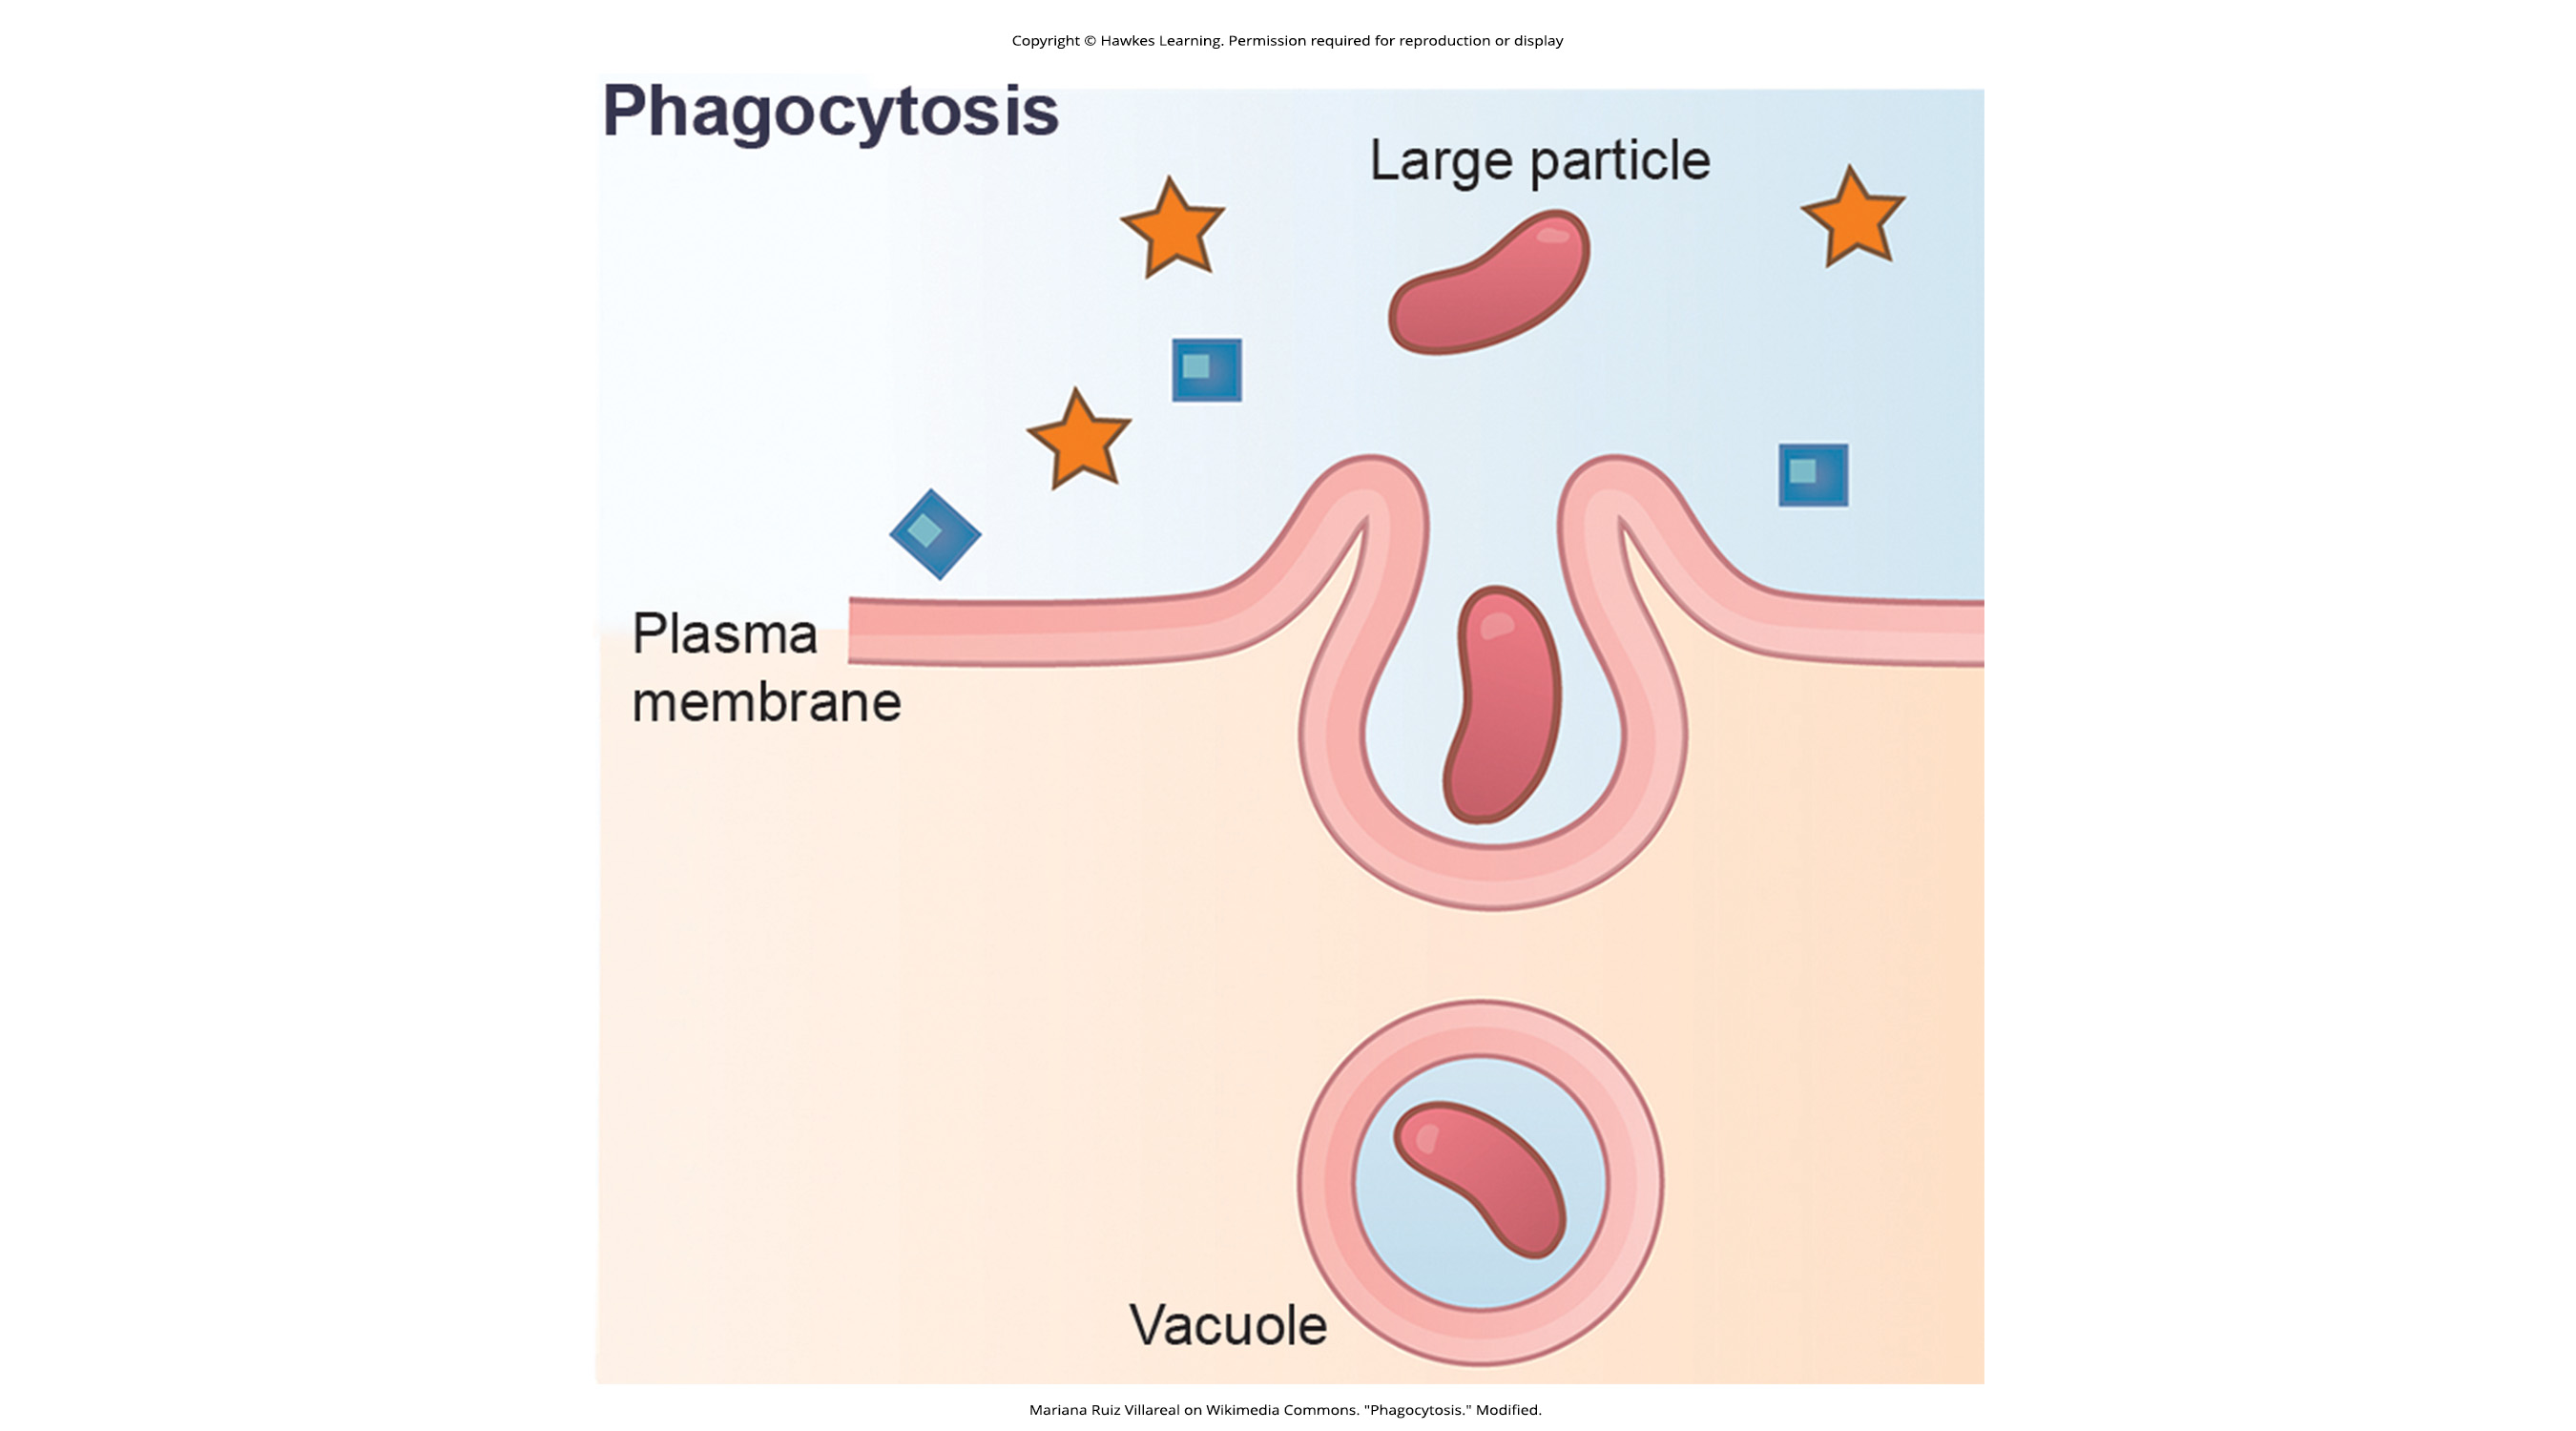 Copyright © Hawkes Learning. Permission required for reproduction or display
Phagocytosis
Large particle
Plasma
membrane
Vacuole
Mariana Ruiz Villareal on Wikimedia Commons. "Phagocytosis." Modified.